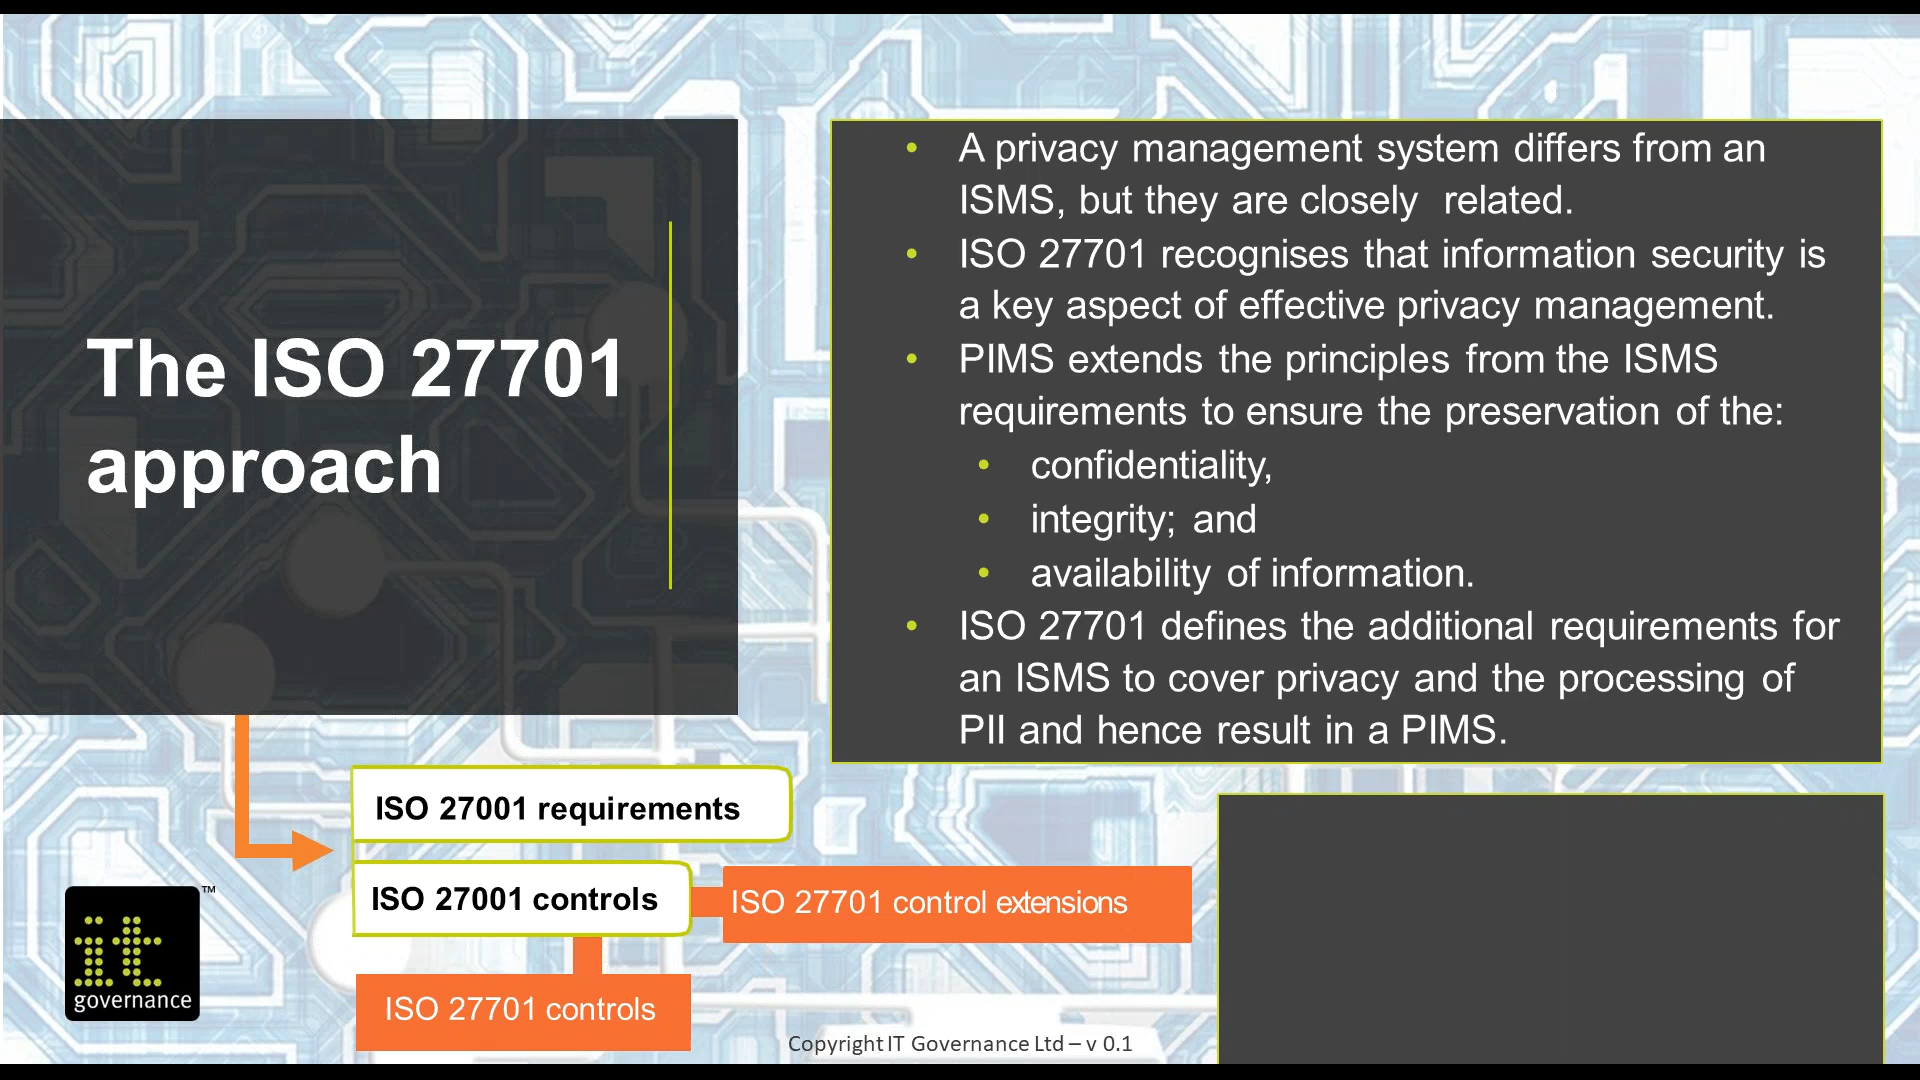 The ISO 27701
approach
• A privacy management system differs from an
ISMS, but they are closely related.
• ISO 27701 recognises that information security is
a key aspect of effective privacy management.
• PIMS extends the principles from the ISMS
requirements to ensure the preservation of the:
• confidentiality,
• integrity; and
• availability of information.
• ISO 27701 defines the additional requirements for
an ISMS to cover privacy and the processing of
PII and hence result in a PIMS.
ISO 27001 requirements
ISO 27001 controls
ISO 27701 control extensions
ISO 27701 controls
it
governance
™
Copyright IT Governance Ltd – v 0.1